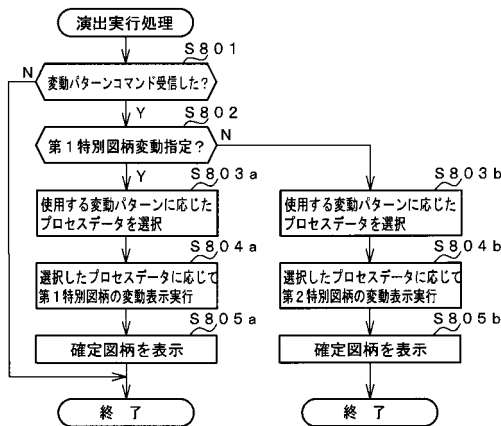 演出実行処理
S801
変動パターンコマンド受信した?
N
Y
S802
第1特別図柄変動指定?
N
Y
S803a
使用する変動パターンに応じた
プロセスデータを選択
S803b
使用する変動パターンに応じた
プロセスデータを選択
S804a
選択したプロセスデータに応じて
第1特別図柄の変動表示実行
S804b
選択したプロセスデータに応じて
第2特別図柄の変動表示実行
S805a
確定図柄を表示
S805b
確定図柄を表示
終了
終了